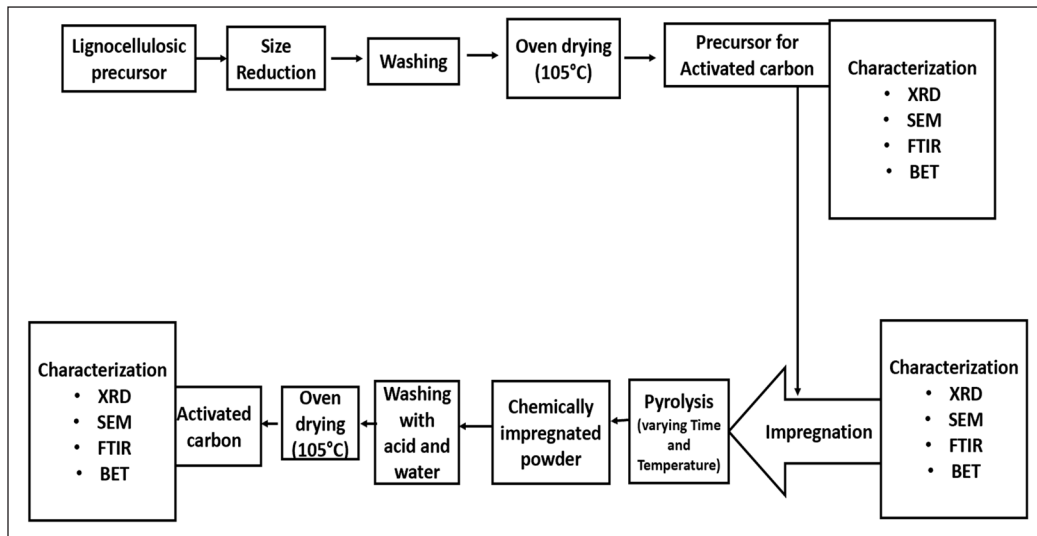 Lignocellulosic
precursor
Size
Reduction
Washing
Oven drying
(105°C)
Precursor for
Activated carbon
Characterization
• XRD
• SEM
• FTIR
• BET
Characterization
• XRD
• SEM
• FTIR
• BET
Activated
carbon
Oven
drying
(105°C)
Washing
with
acid and
water
Chemically
impregnated
powder
Pyrolysis
(varying Time
and
Temperature)
Impregnation
Characterization
• XRD
• SEM
• FTIR
• BET